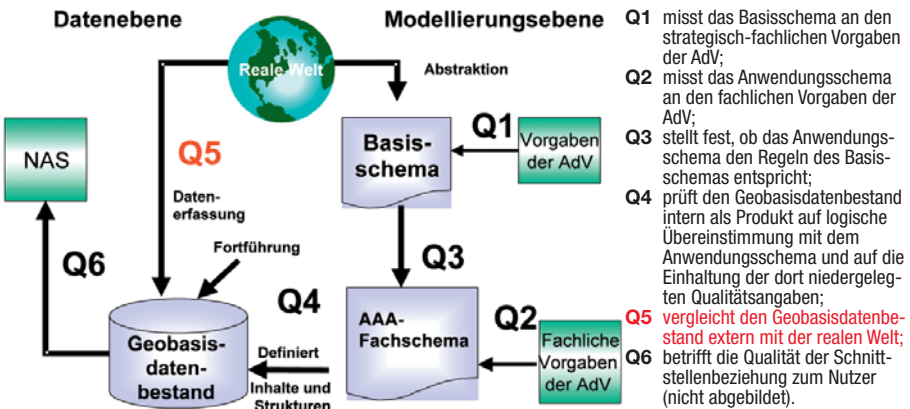 Datenebene
Modellierungsebene
Reale Welt
Abstraktion
NAS
Q5
Daten-
erfassung
Fortführung
Q6
Geobasis-
daten-
bestand
Q4
Definiert
Inhalte und
Strukturen
Basis-
schema
Q1
Vorgaben
der AdV
Q3
AAA-
Fachschema
Q2
Fachliche
Vorgaben
der AdV
Q1 misst das Basisschema an den
strategisch-fachlichen Vorgaben
der AdV;
Q2 misst das Anwendungsschema
an den fachlichen Vorgaben der
AdV;
Q3 stellt fest, ob das Anwendungs-
schema den Regeln des Basis-
schemas entspricht;
Q4 prüft den Geobasisdatenbestand
intern als Produkt auf logische
Übereinstimmung mit dem
Anwendungsschema und auf die
Einhaltung der dort niedergeleg-
ten Qualitätsangaben;
Q5 vergleicht den Geobasisdatenbe-
stand extern mit der realen Welt;
Q6 betrifft die Qualität der Schnitt-
stellenbeziehung zum Nutzer
(nicht abgebildet).